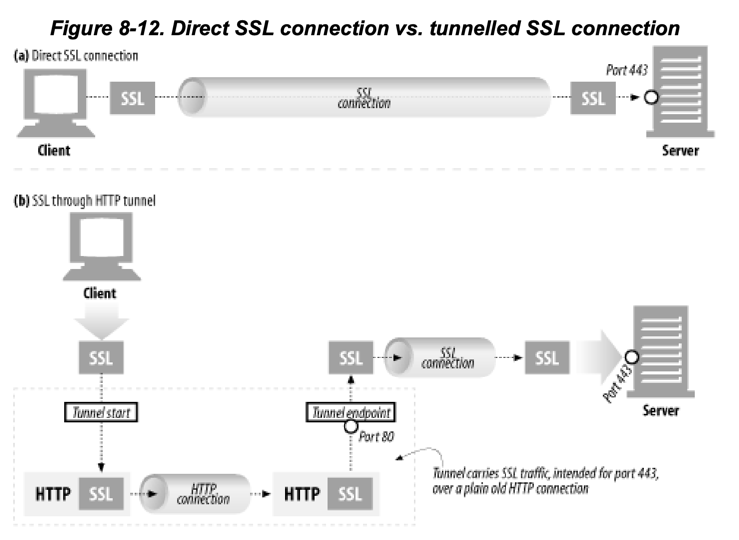 Figure 8-12. Direct SSL connection vs. tunnelled SSL connection
(a) Direct SSL connection
Port 443
SSL
SSL
connection
SSL
Client
Server
(b) SSL through HTTP tunnel
Client
SSL
SSL
SSL
connection
SSL
Port 443
Server
Tunnel start
Tunnel endpoint
Port 80
Tunnel carries SSL traffic, intended for port 443,
over a plain old HTTP connection
HTTP
SSL
HTTP
connection
HTTP
SSL